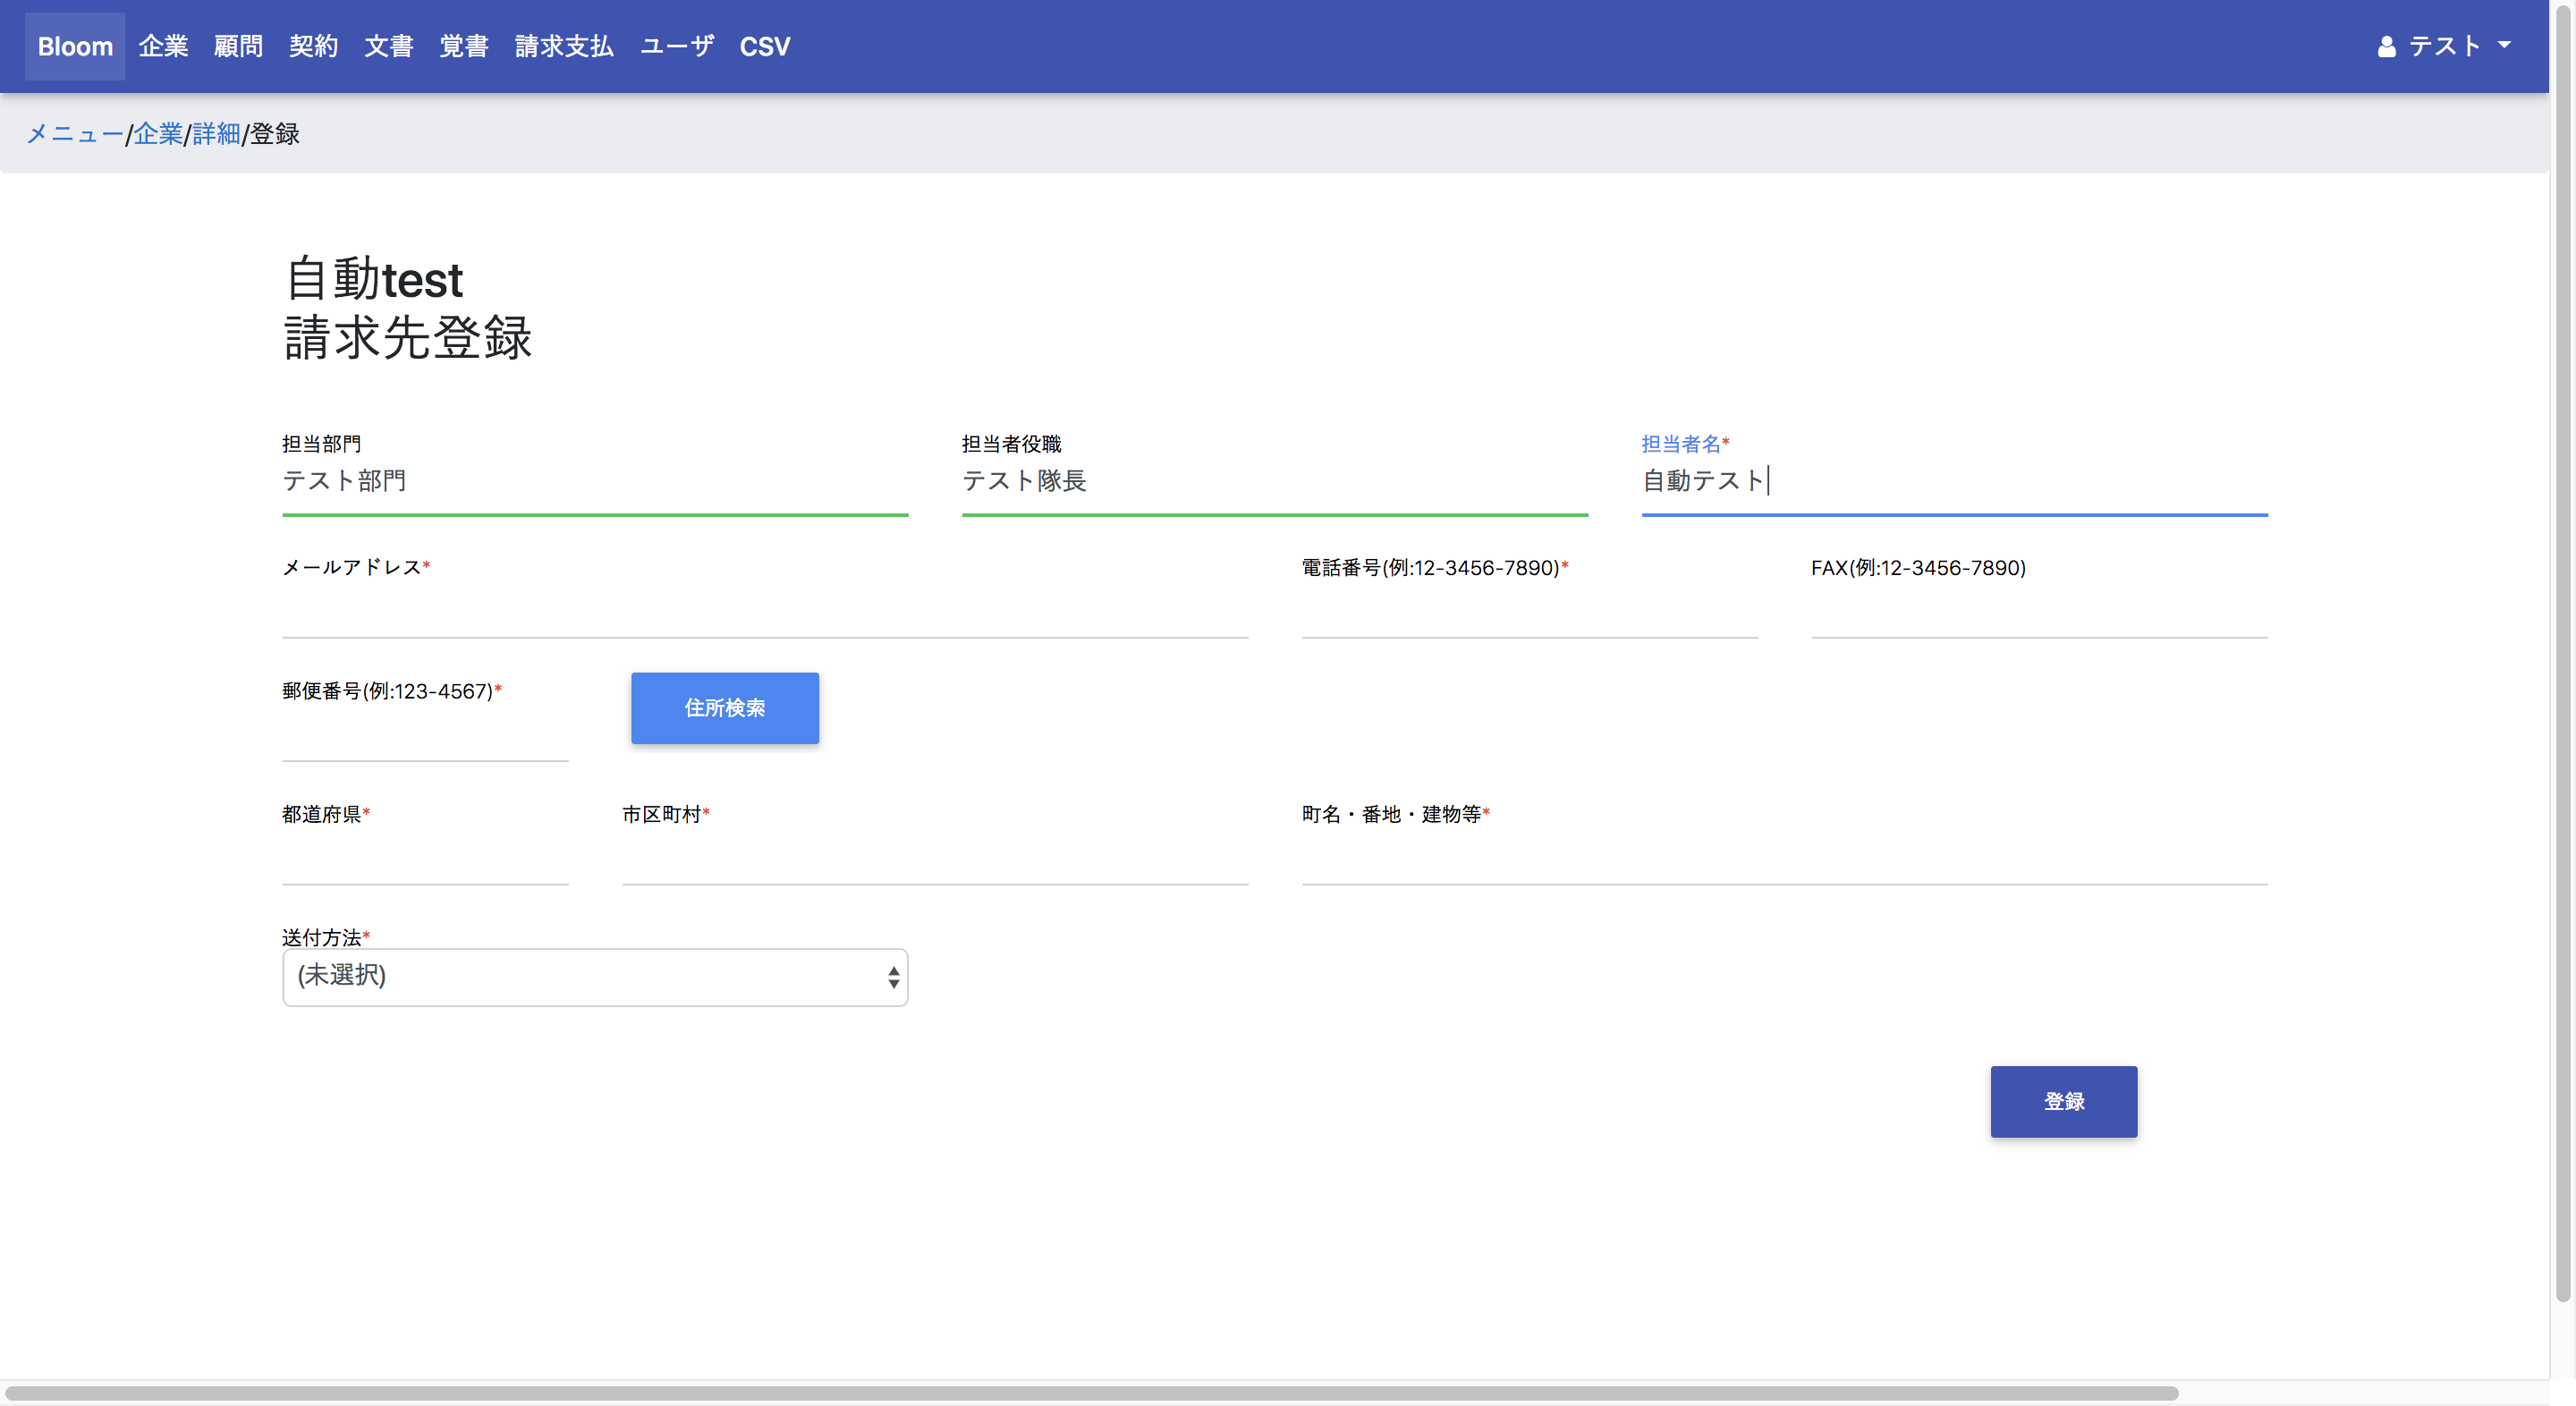 Bloom 企業 顧問 契約 文書 覚書 請求支払 ユーザ CSV テスト
メニュー/企業/詳細/登録
自動test
請求先登録
担当部門 担当者役職 担当者名*
テスト部門 テスト隊長 自動テスト
メールアドレス* 電話番号(例:12-3456-7890)* FAX(例:12-3456-7890)
郵便番号(例:123-4567)* 住所検索
都道府県* 市区町村* 町名・番地・建物等*
送付方法*
(未選択)
登録